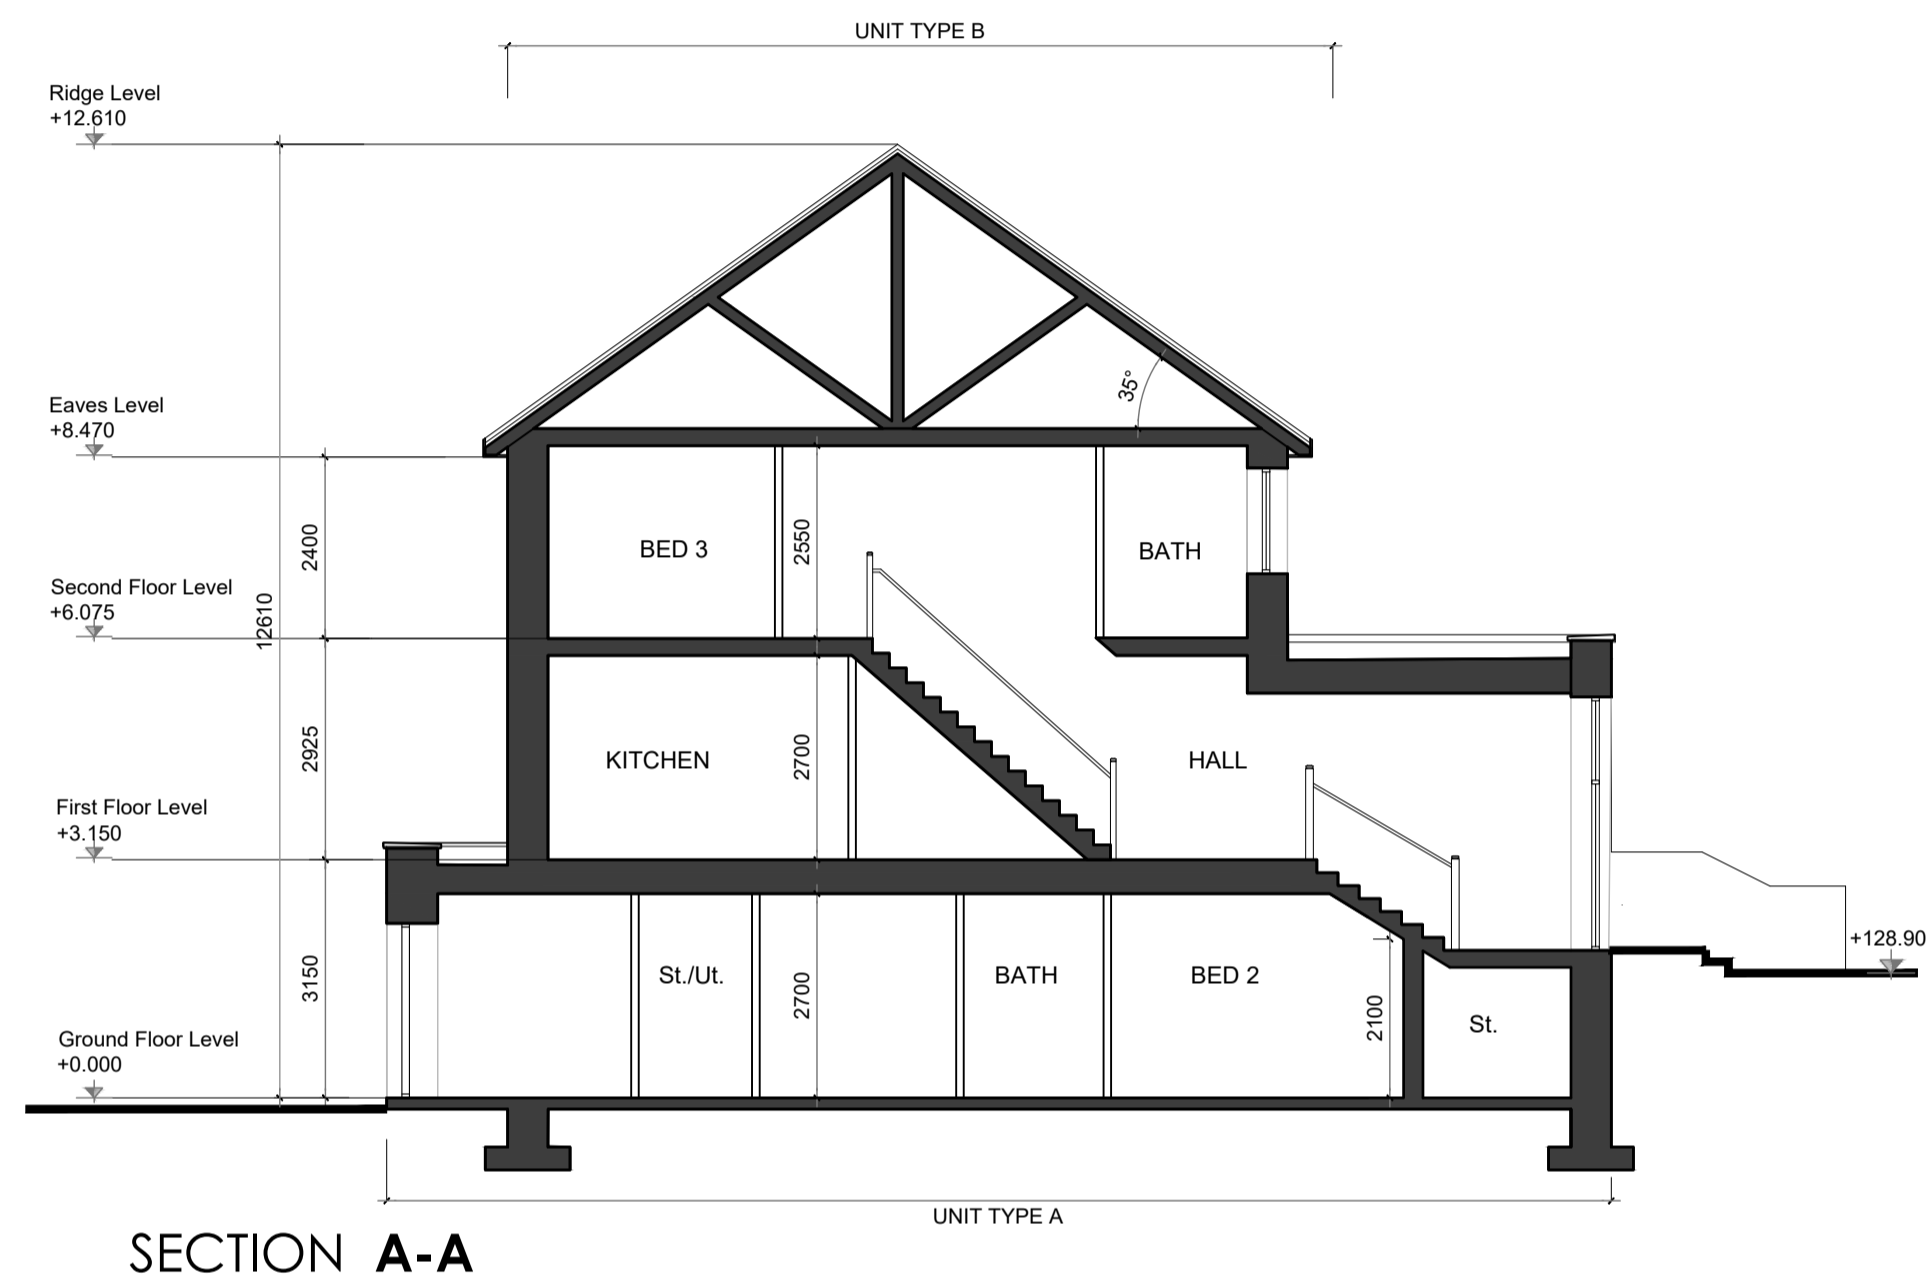 UNIT TYPE B
Ridge Level
+12.610
Eaves Level
+8.470
35°
2400
BED 3
2550
BATH
Second Floor Level
+6.075
12610
2925
KITCHEN
2700
HALL
First Floor Level
+3.150
3150
St./Ut.
2700
BATH
BED 2
2100
St.
+128.90
Ground Floor Level
+0.000
UNIT TYPE A
SECTION A-A